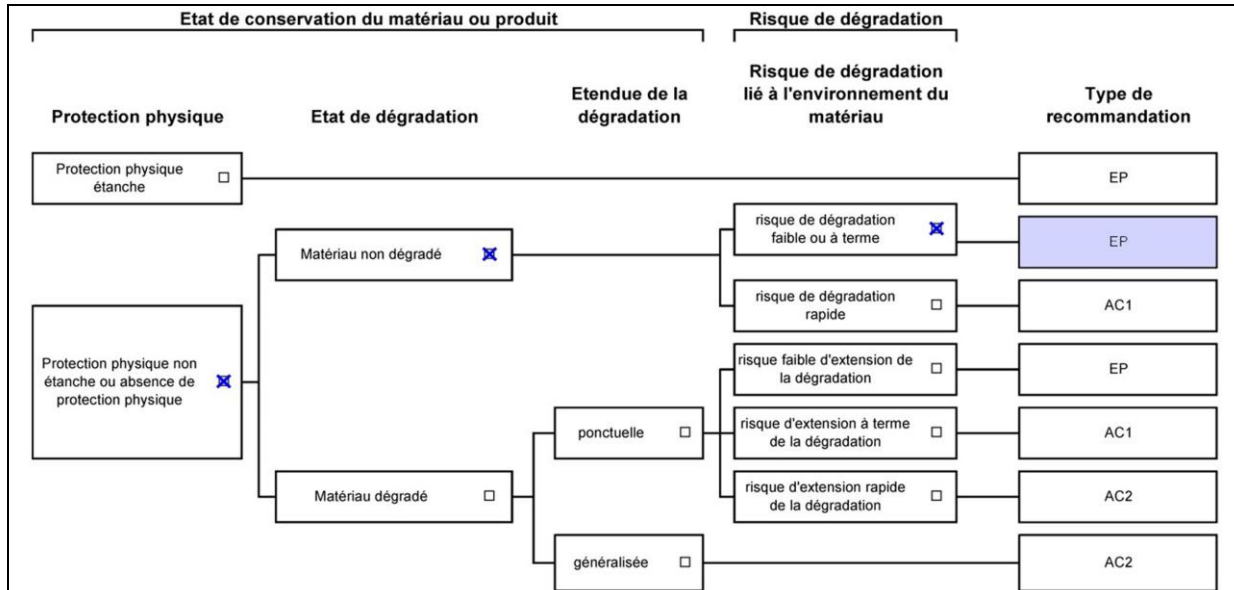 Etat de conservation du matériau ou produit
Risque de dégradation
Protection physique
Etat de dégradation
Etendue de la
dégradation
Risque de dégradation
lié à l'environnement du
matériau
Type de
recommandation
Protection physique
étanche
EP
risque de dégradation
faible ou à terme
EP
Matériau non dégradé
risque de dégradation
rapide
AC1
Protection physique non
étanche ou absence de
protection physique
risque faible d'extension de
la dégradation
EP
ponctuelle
risque d'extension à terme
de la dégradation
AC1
Matériau dégradé
risque d'extension rapide
de la dégradation
AC2
généralisée
AC2